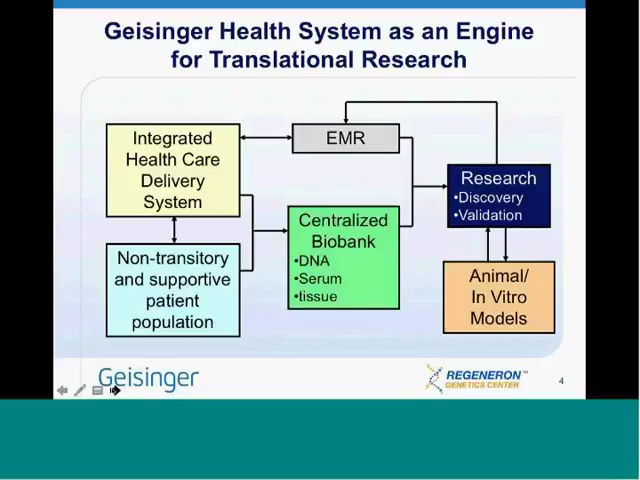 Geisinger Health System as an Engine
for Translational Research
Integrated
Health Care
Delivery
System
EMR
Research
•Discovery
•Validation
Centralized
Biobank
•DNA
•Serum
•tissue
Non-transitory
and supportive
patient
population
Animal/
In Vitro
Models
Geisinger
REGENERON™
GENETICS CENTER
4